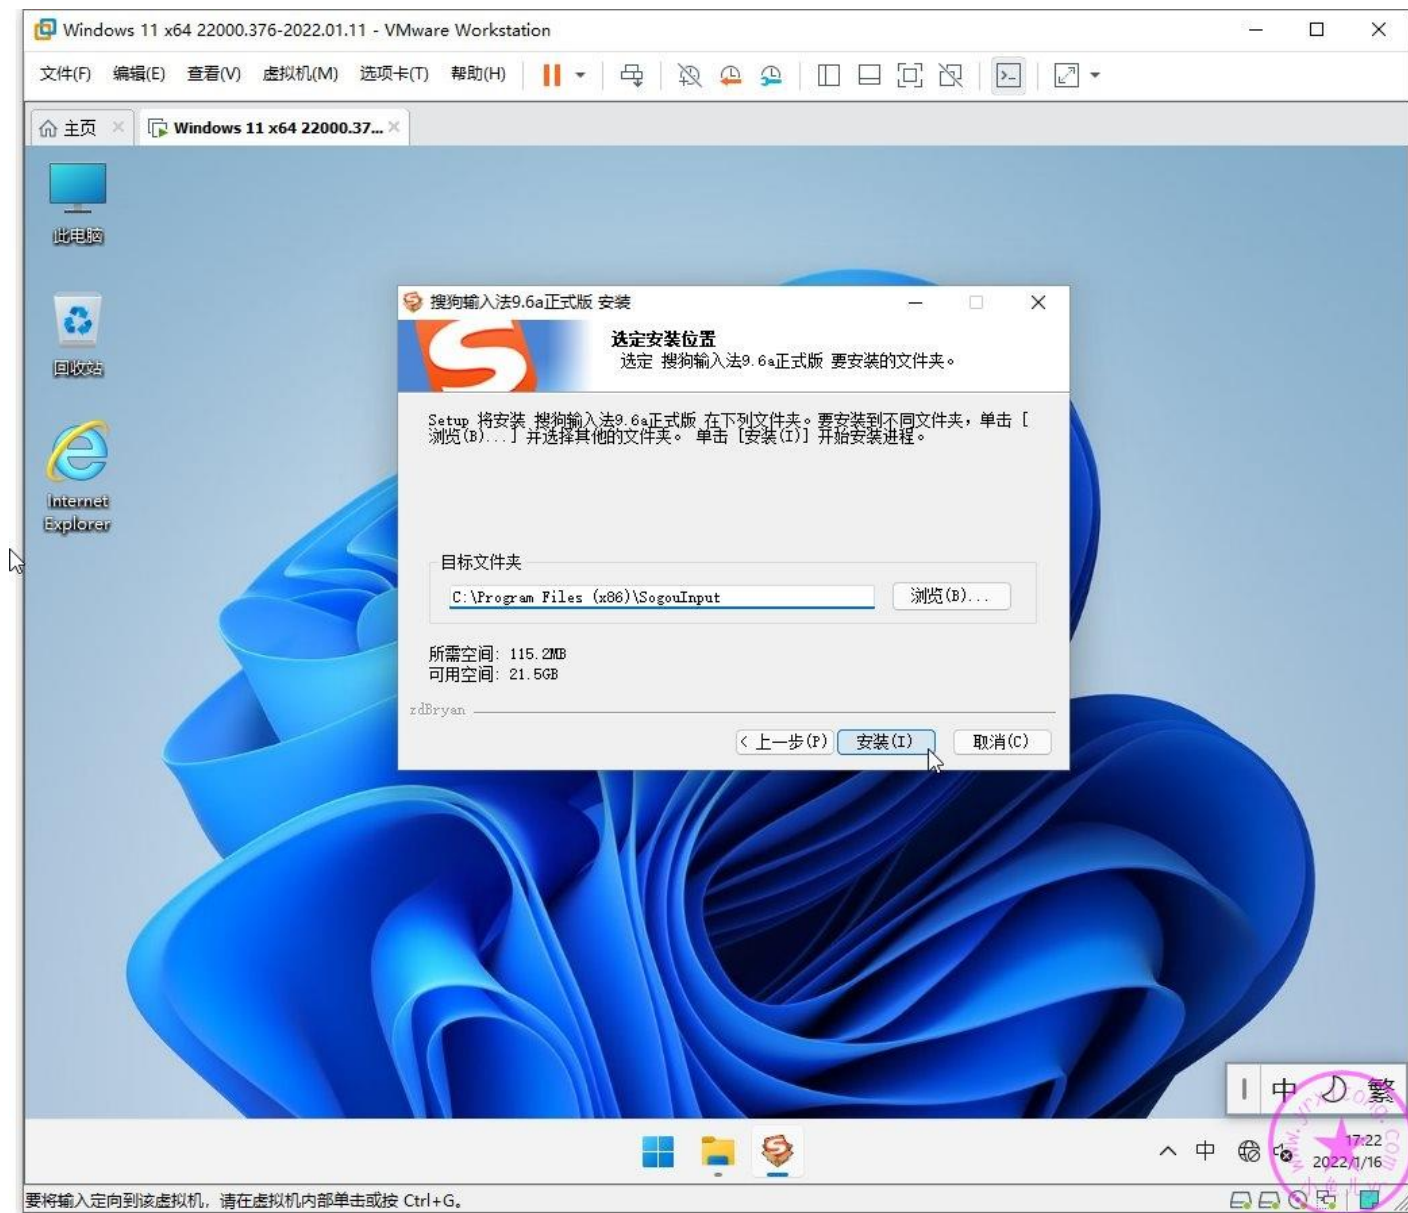 Windows 11 x64 22000.376-2022.01.11 - VMware Workstation
文件(F) 编辑(E) 查看(V) 虚拟机(M) 选项卡(T) 帮助(H)
主页 Windows 11 x64 22000.37...
此电脑
回收站
Internet
Explorer
搜狗输入法9.6a正式版 安装
选定安装位置
选定 搜狗输入法9.6a正式版 要安装的文件夹。
Setup 将安装 搜狗输入法9.6a正式版 在下列文件夹。要安装到不同文件夹，单击 [
浏览(B)...] 并选择其他的文件夹。 单击 [安装(I)] 开始安装进程。
目标文件夹
C:\Program Files (x86)\SogouInput
浏览(B)...
所需空间: 115.2MB
可用空间: 21.5GB
zdBryan
< 上一步(P) 安装(I) 取消(C)
中 繁
中
17:22
2022/1/16
要将输入定向到该虚拟机，请在虚拟机内部单击或按 Ctrl+G。